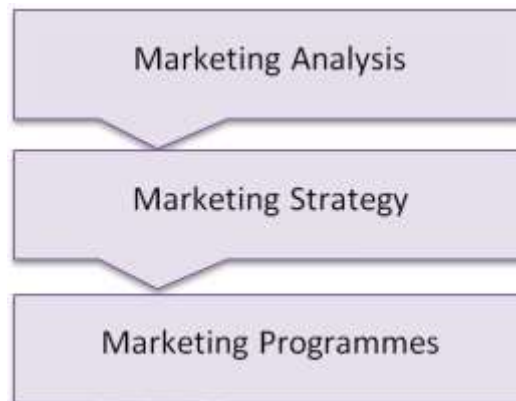 Marketing Analysis
Marketing Strategy
Marketing Programmes